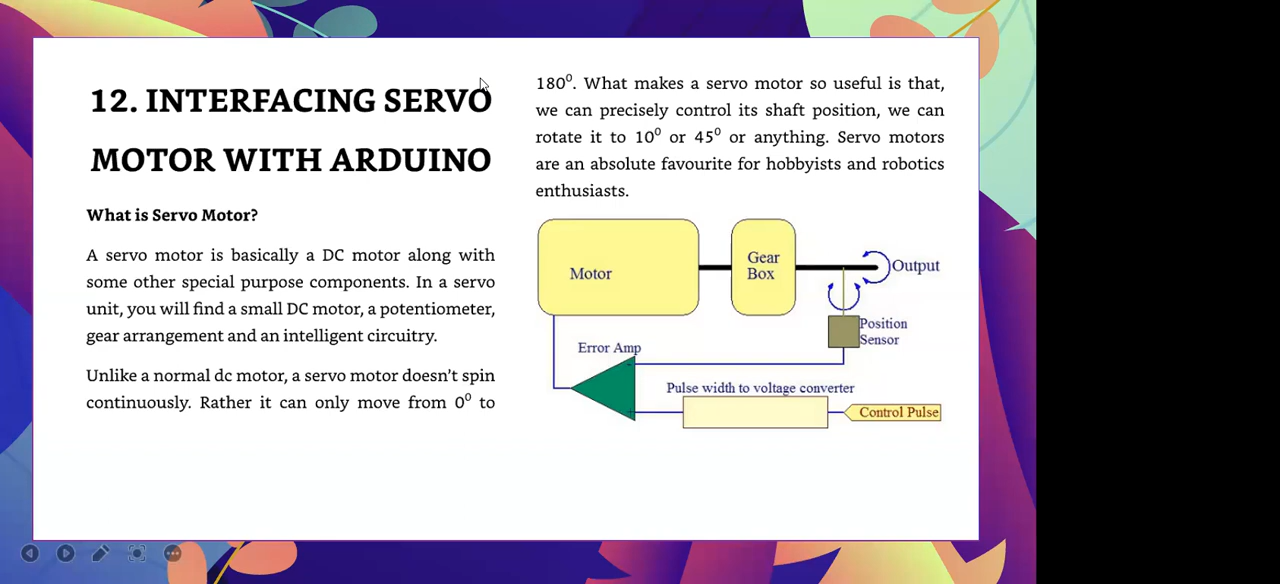 12. INTERFACING SERVO
MOTOR WITH ARDUINO
What is Servo Motor?
A servo motor is basically a DC motor along with
some other special purpose components. In a servo
unit, you will find a small DC motor, a potentiometer,
gear arrangement and an intelligent circuitry.
Unlike a normal dc motor, a servo motor doesn’t spin
continuously. Rather it can only move from 0⁰ to
180⁰. What makes a servo motor so useful is that,
we can precisely control its shaft position, we can
rotate it to 10⁰ or 45⁰ or anything. Servo motors
are an absolute favourite for hobbyists and robotics
enthusiasts.
Motor
Gear
Box
Output
Position
Sensor
Error Amp
Pulse width to voltage converter
Control Pulse